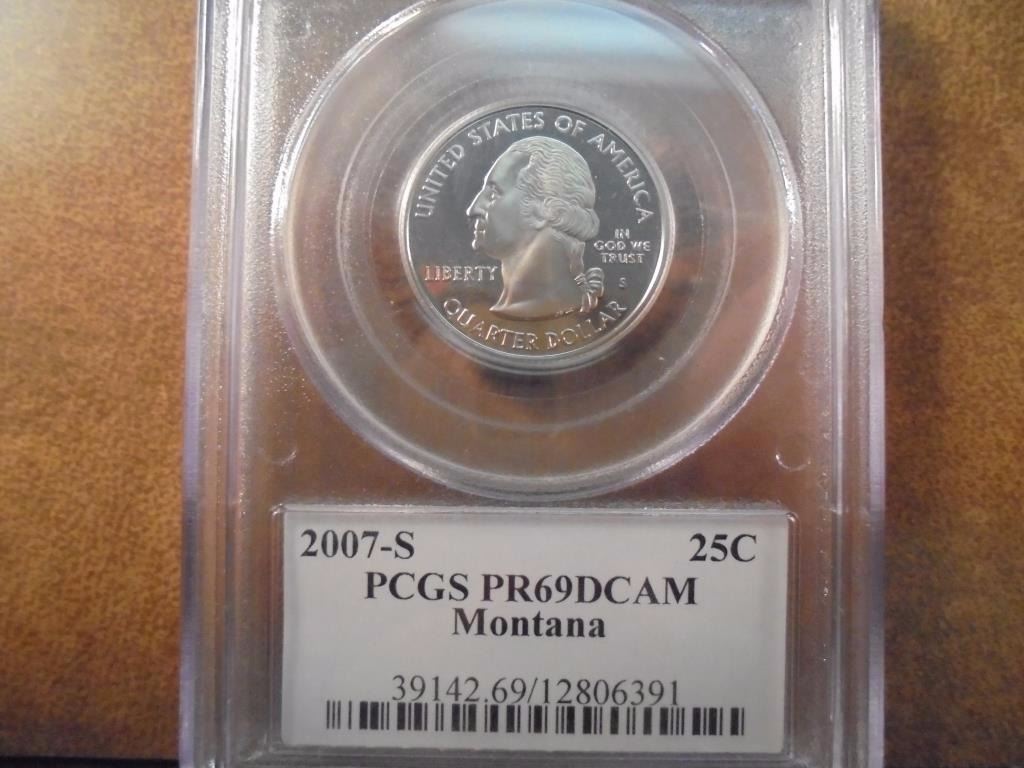 UNITED STATES OF AMERICA
IN
GOD WE
TRUST
LIBERTY
S
QUARTER DOLLAR
2007-S 25C
PCGS PR69DCAM
Montana
39142.69/12806391